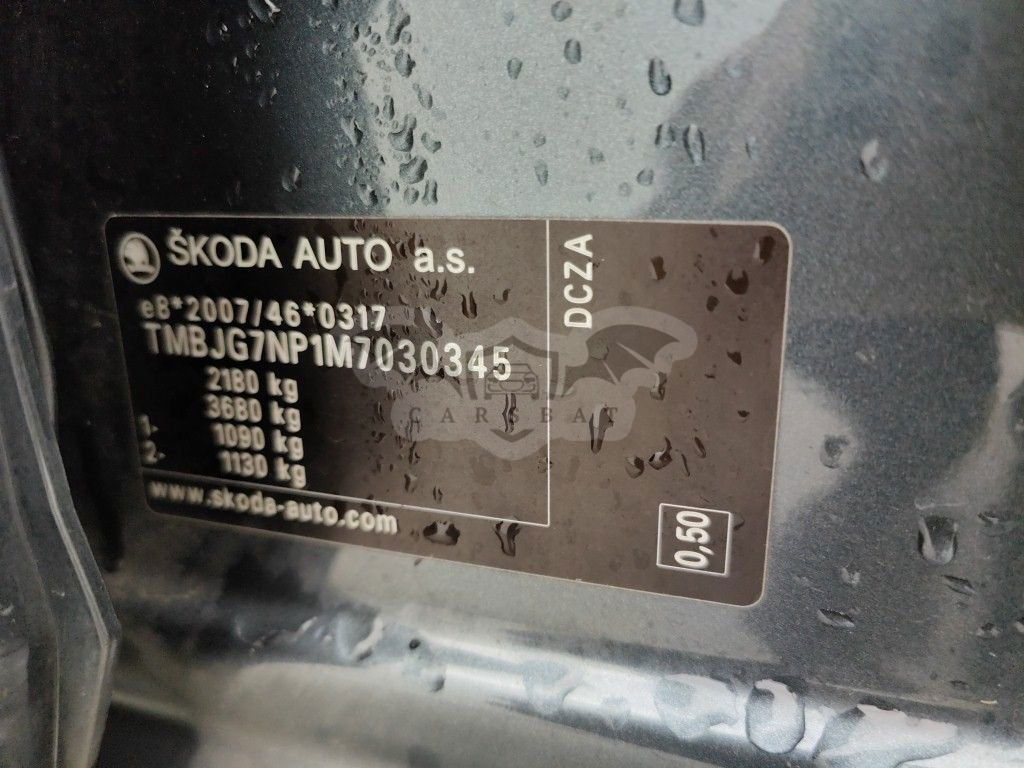 ŠKODA AUTO a.s.
e8*2007/46*0317
TMBJG7NP1M7030345
2180 kg
3680 kg
1- 1090 kg
2- 1130 kg
www.skoda-auto.com
DCZA
0,50
CARSBAT